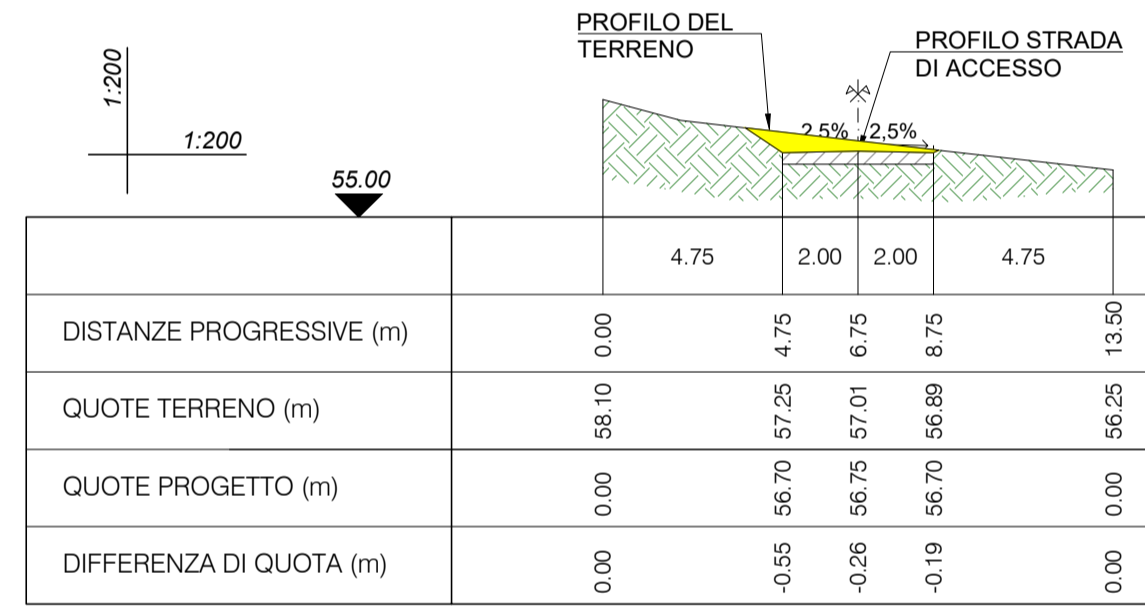 PROFILO DEL
TERRENO
PROFILO STRADA
DI ACCESSO
1:200
1:200
2,5% 2,5%
55.00
4.75 2.00 2.00 4.75
DISTANZE PROGRESSIVE (m) 0.00 4.75 6.75 8.75 13.50
QUOTE TERRENO (m) 58.10 57.25 57.01 56.89 56.25
QUOTE PROGETTO (m) 0.00 56.70 56.75 56.70 0.00
DIFFERENZA DI QUOTA (m) 0.00 -0.55 -0.26 -0.19 0.00